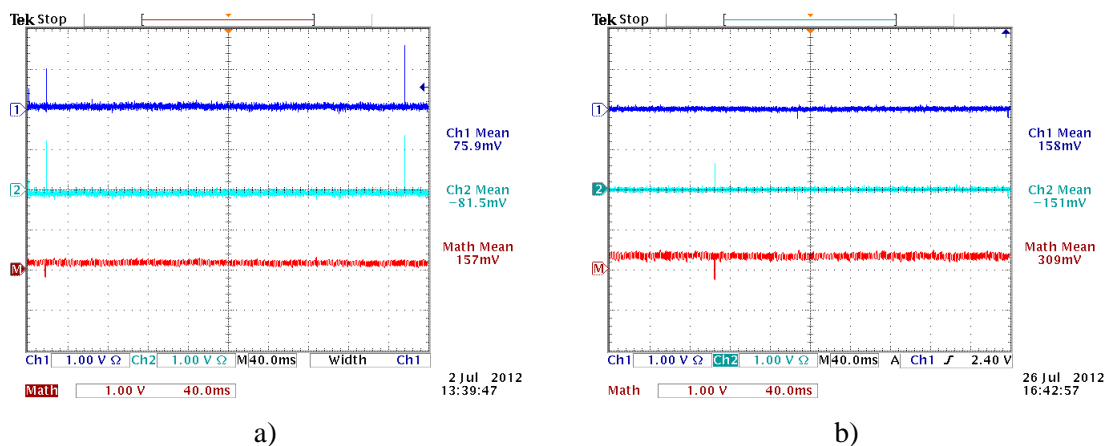 Tek Stop
1
2
M
Ch1 Mean
75.9mV
Ch2 Mean
−81.5mV
Math Mean
157mV
Ch1 1.00 V Ω Ch2 1.00 V Ω M 40.0ms Width Ch1
Math 1.00 V 40.0ms
2 Jul 2012
13:39:47
a)
Tek Stop
1
2
M
Ch1 Mean
158mV
Ch2 Mean
−151mV
Math Mean
309mV
Ch1 1.00 V Ω Ch2 1.00 V Ω M 40.0ms A Ch1 2.40 V
Math 1.00 V 40.0ms
26 Jul 2012
16:42:57
b)